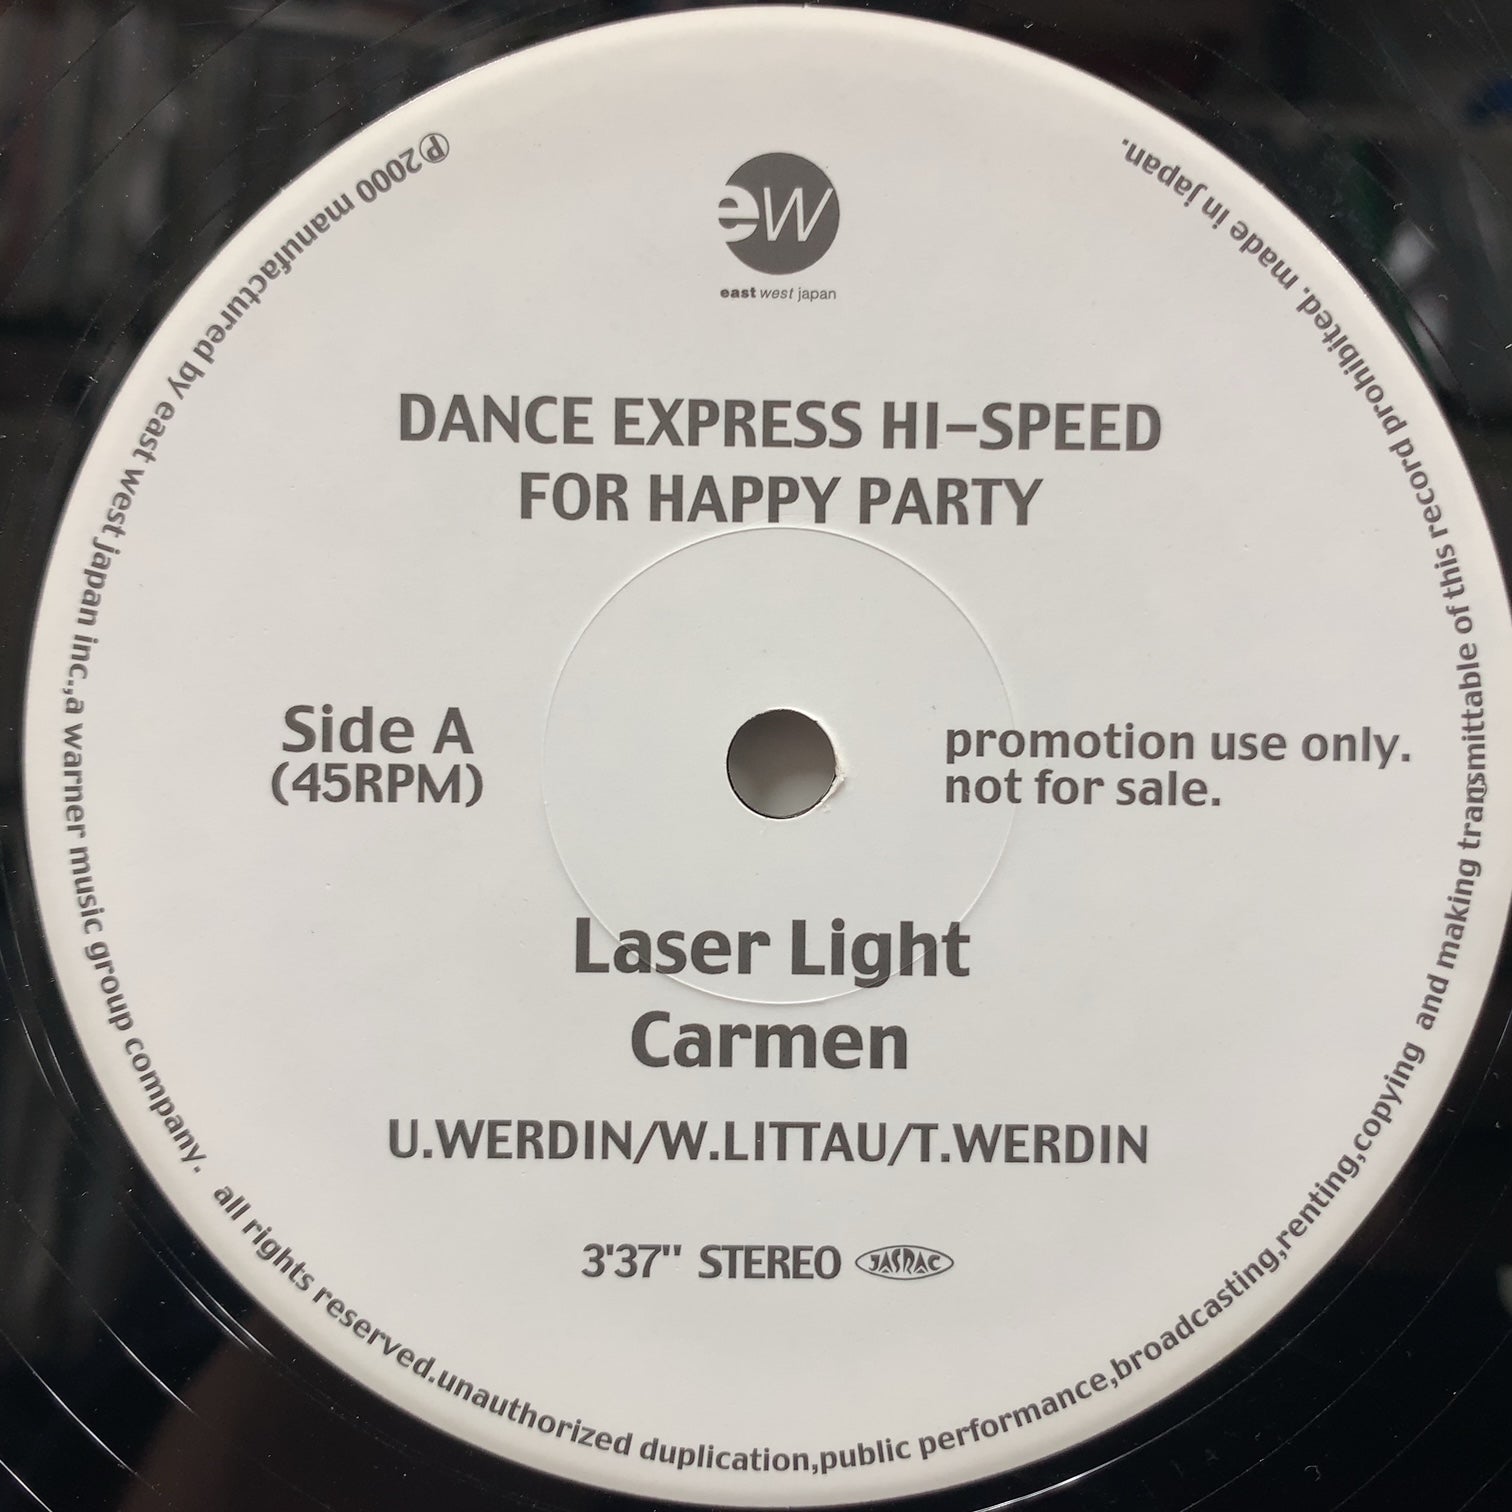 ew
east west japan
DANCE EXPRESS HI-SPEED
FOR HAPPY PARTY
Side A
(45RPM)
promotion use only.
not for sale.
Laser Light
Carmen
U.WERDIN/W.LITTAU/T.WERDIN
3'37" STEREO JASRAC
℗2000 manufactured by east west japan inc.,a warner music group company. all rights reserved.unauthorized duplication,public performance,broadcasting,renting,copying and making transmittable of this record prohibited. made in japan.